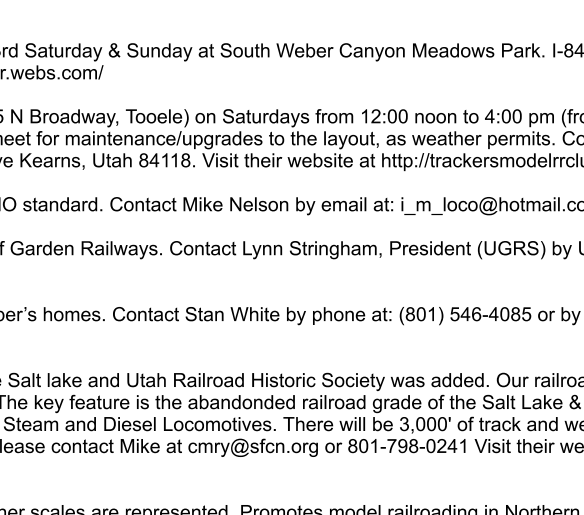 rd Saturday & Sunday at South Weber Canyon Meadows Park. I-84
r.webs.com/
N Broadway, Tooele) on Saturdays from 12:00 noon to 4:00 pm (fro
heet for maintenance/upgrades to the layout, as weather permits. Co
ve Kearns, Utah 84118. Visit their website at http://trackersmodelrrclu
HO standard. Contact Mike Nelson by email at: i_m_loco@hotmail.co
f Garden Railways. Contact Lynn Stringham, President (UGRS) by U
ber's homes. Contact Stan White by phone at: (801) 546-4085 or by
e Salt lake and Utah Railroad Historic Society was added. Our railroa
The key feature is the abandonded railroad grade of the Salt Lake &
Steam and Diesel Locomotives. There will be 3,000' of track and we
lease contact Mike at cmry@sfcn.org or 801-798-0241 Visit their we
her scales are represented. Promotes model railroading in Northern